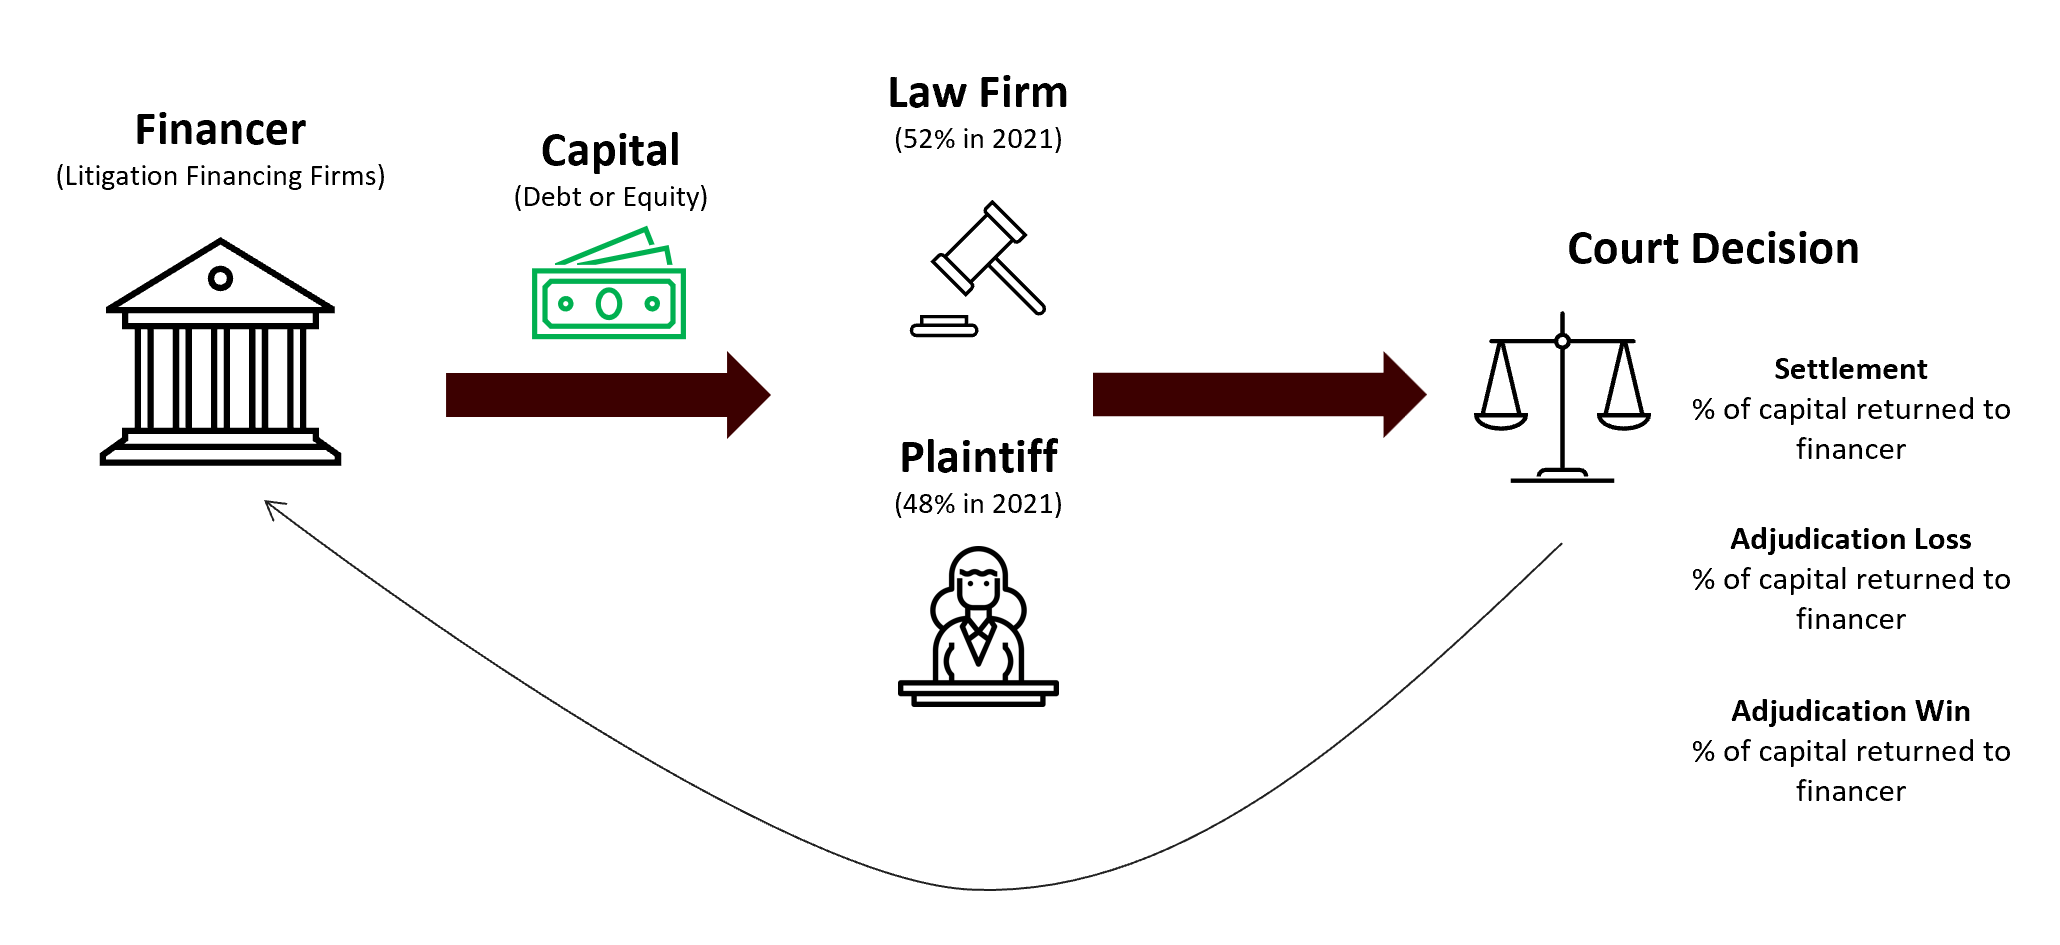 Financer
(Litigation Financing Firms)
Capital
(Debt or Equity)
Law Firm
(52% in 2021)
Plaintiff
(48% in 2021)
Court Decision
Settlement
% of capital returned to
financer
Adjudication Loss
% of capital returned to
financer
Adjudication Win
% of capital returned to
financer